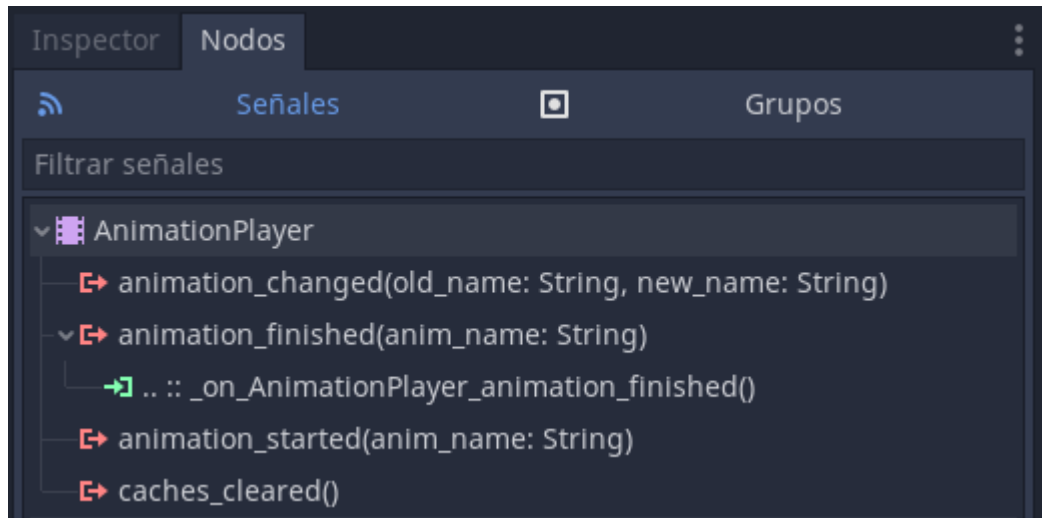 Inspector Nodos
Señales Grupos
Filtrar señales
AnimationPlayer
animation_changed(old_name: String, new_name: String)
animation_finished(anim_name: String)
.. :: _on_AnimationPlayer_animation_finished()
animation_started(anim_name: String)
caches_cleared()